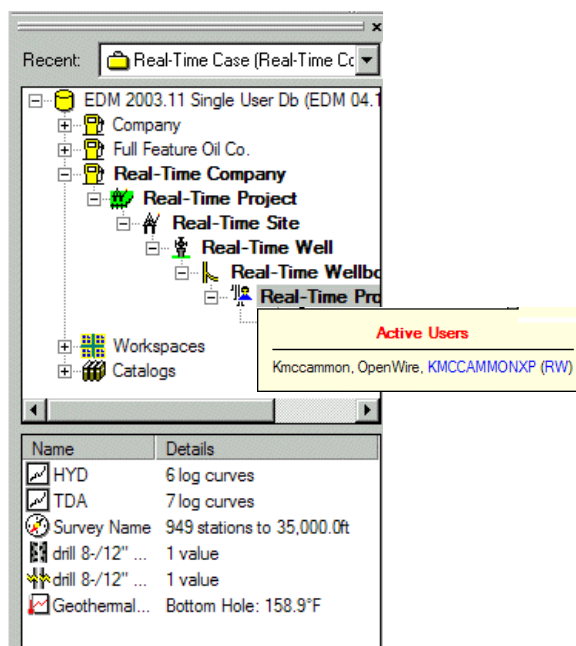 Recent: Real-Time Case (Real-Time Cc
EDM 2003.11 Single User Db (EDM 04.1
Company
Full Feature Oil Co.
Real-Time Company
Real-Time Project
Real-Time Site
Real-Time Well
Real-Time Wellbo
Real-Time Pro
Active Users
Kmccammon, OpenWire, KMCCAMMONXP (RW)
Workspaces
Catalogs
Name Details
HYD 6 log curves
TDA 7 log curves
Survey Name 949 stations to 35,000.0ft
drill 8-/12" ... 1 value
drill 8-/12" ... 1 value
Geothermal... Bottom Hole: 158.9°F